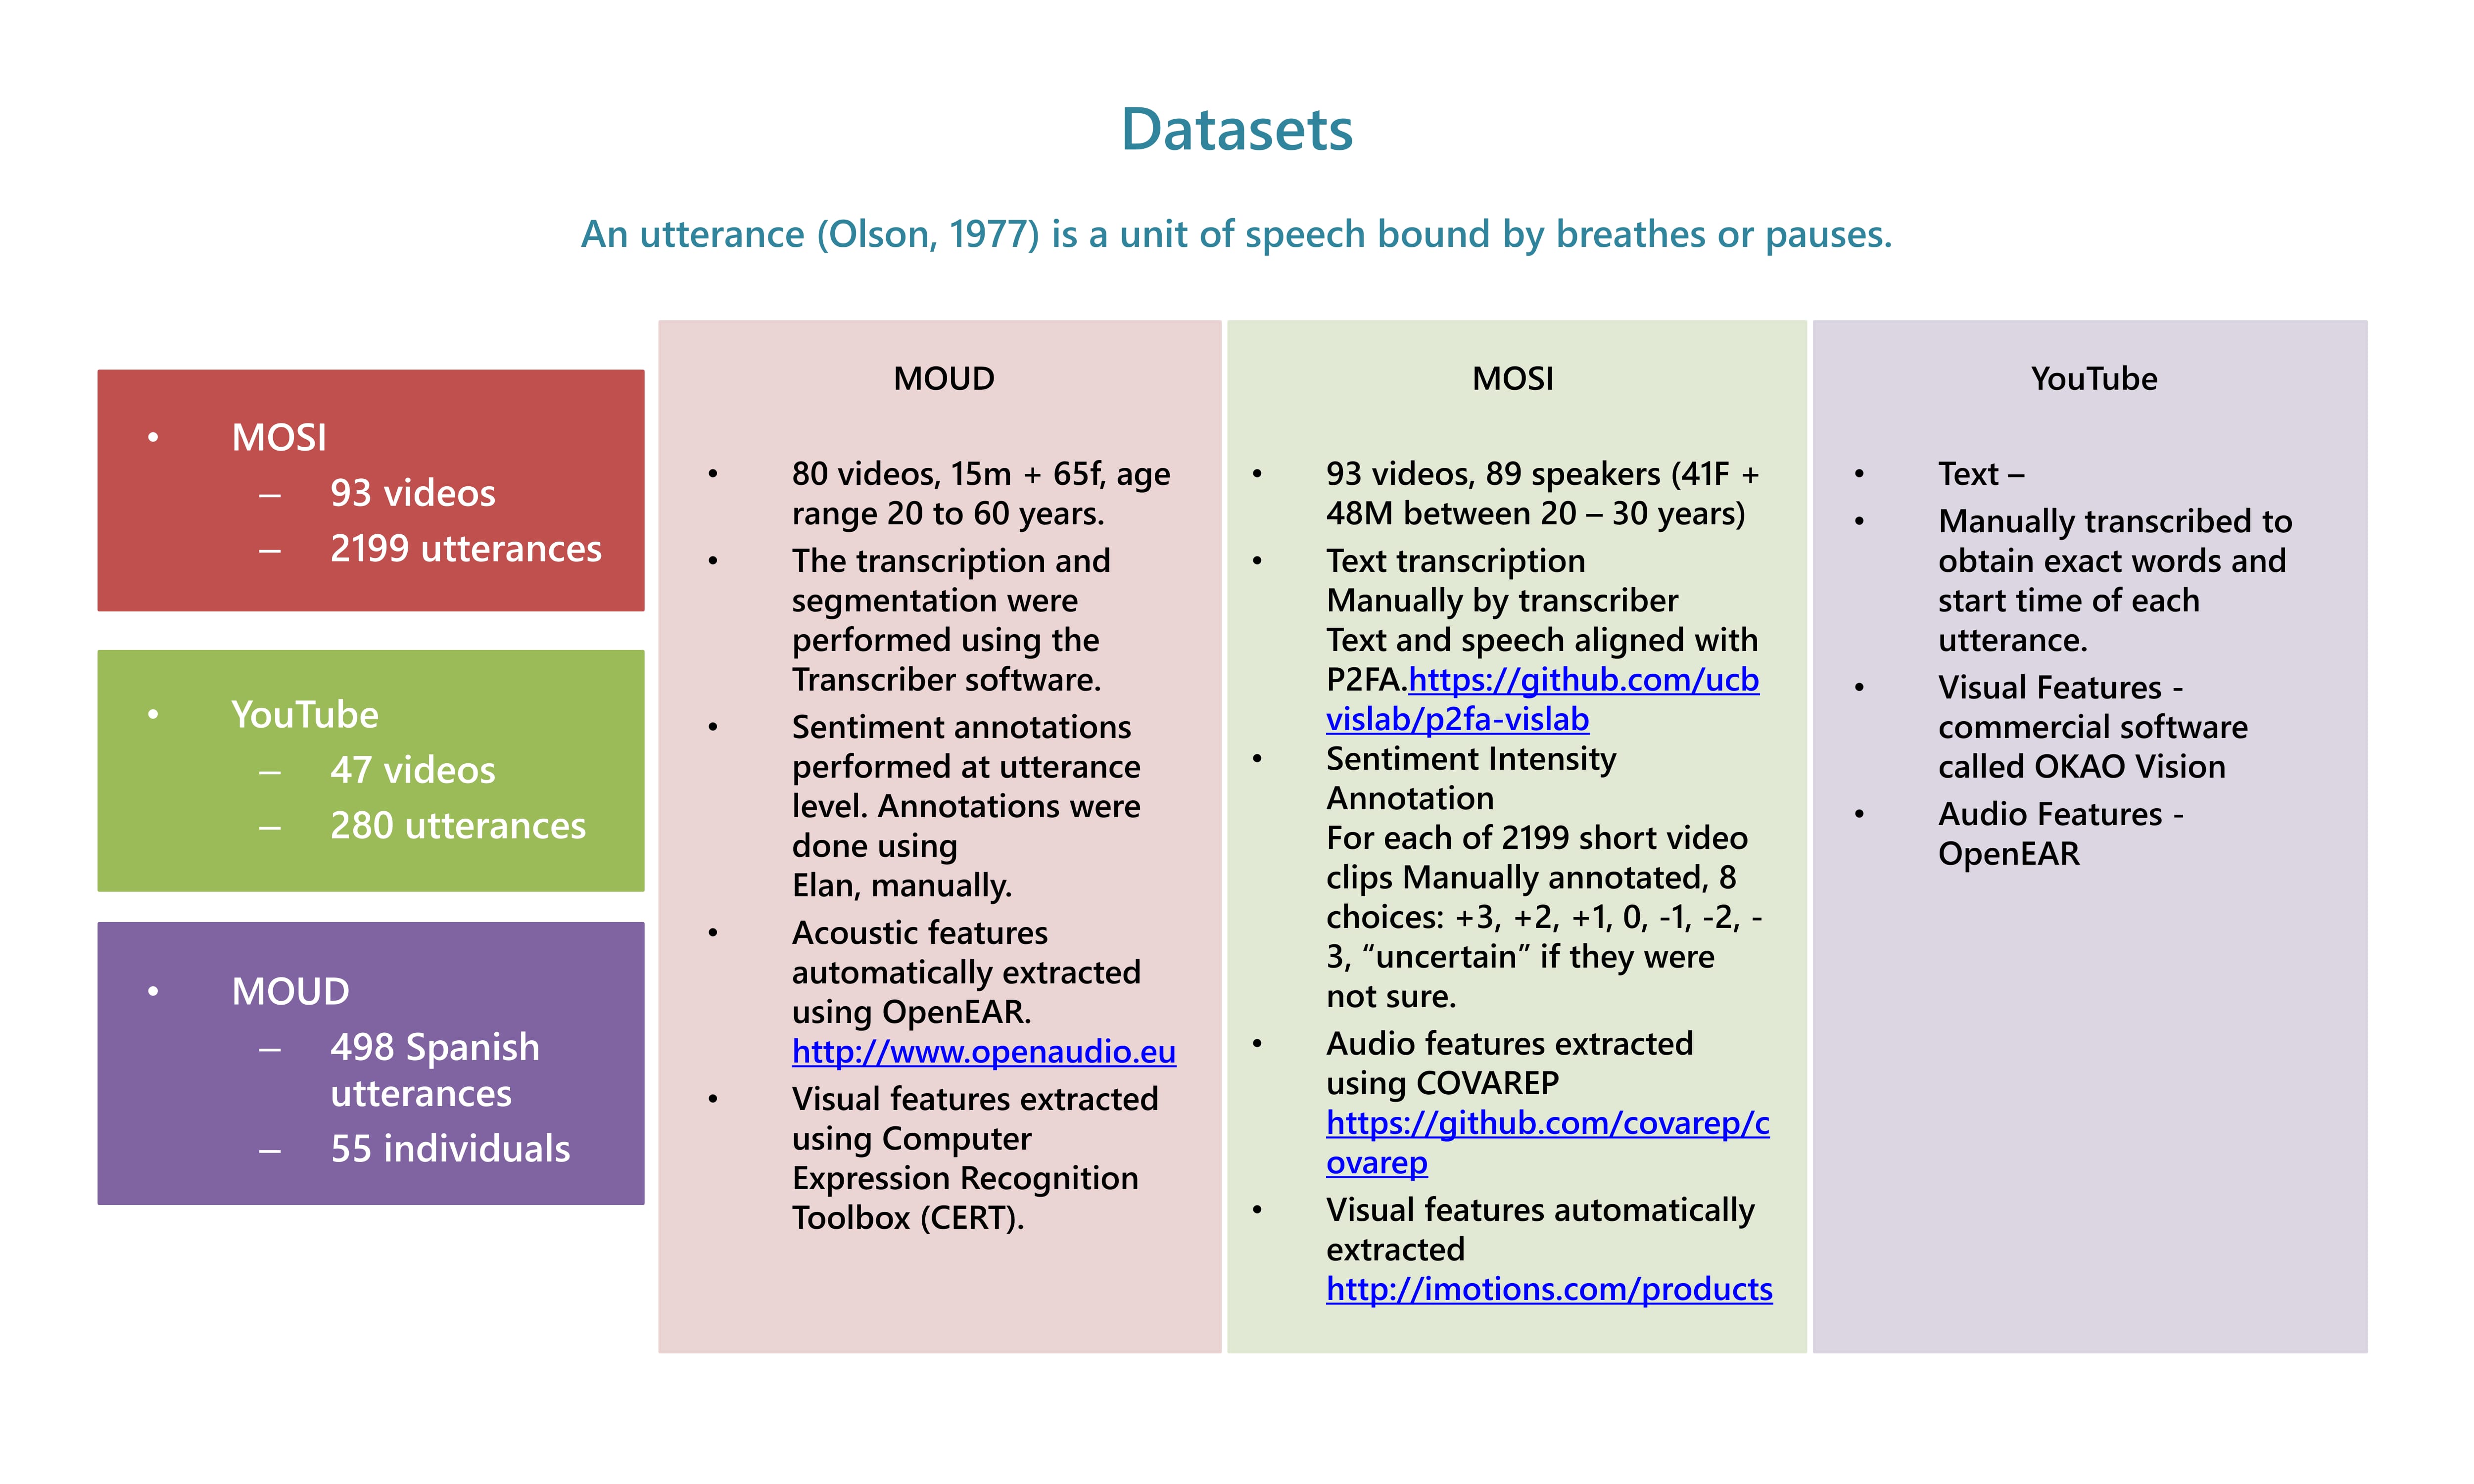 Datasets
An utterance (Olson, 1977) is a unit of speech bound by breathes or pauses.
• MOSI
– 93 videos
– 2199 utterances
• YouTube
– 47 videos
– 280 utterances
• MOUD
– 498 Spanish
utterances
– 55 individuals
MOUD
• 80 videos, 15m + 65f, age
range 20 to 60 years.
• The transcription and
segmentation were
performed using the
Transcriber software.
• Sentiment annotations
performed at utterance
level. Annotations were
done using
Elan, manually.
• Acoustic features
automatically extracted
using OpenEAR.
http://www.openaudio.eu
• Visual features extracted
using Computer
Expression Recognition
Toolbox (CERT).
MOSI
• 93 videos, 89 speakers (41F +
48M between 20 – 30 years)
• Text transcription
Manually by transcriber
Text and speech aligned with
P2FA.https://github.com/ucb
vislab/p2fa-vislab
• Sentiment Intensity
Annotation
For each of 2199 short video
clips Manually annotated, 8
choices: +3, +2, +1, 0, -1, -2, -
3, “uncertain” if they were
not sure.
• Audio features extracted
using COVAREP
https://github.com/covarep/c
ovarep
• Visual features automatically
extracted
http://imotions.com/products
YouTube
• Text –
• Manually transcribed to
obtain exact words and
start time of each
utterance.
• Visual Features -
commercial software
called OKAO Vision
• Audio Features -
OpenEAR